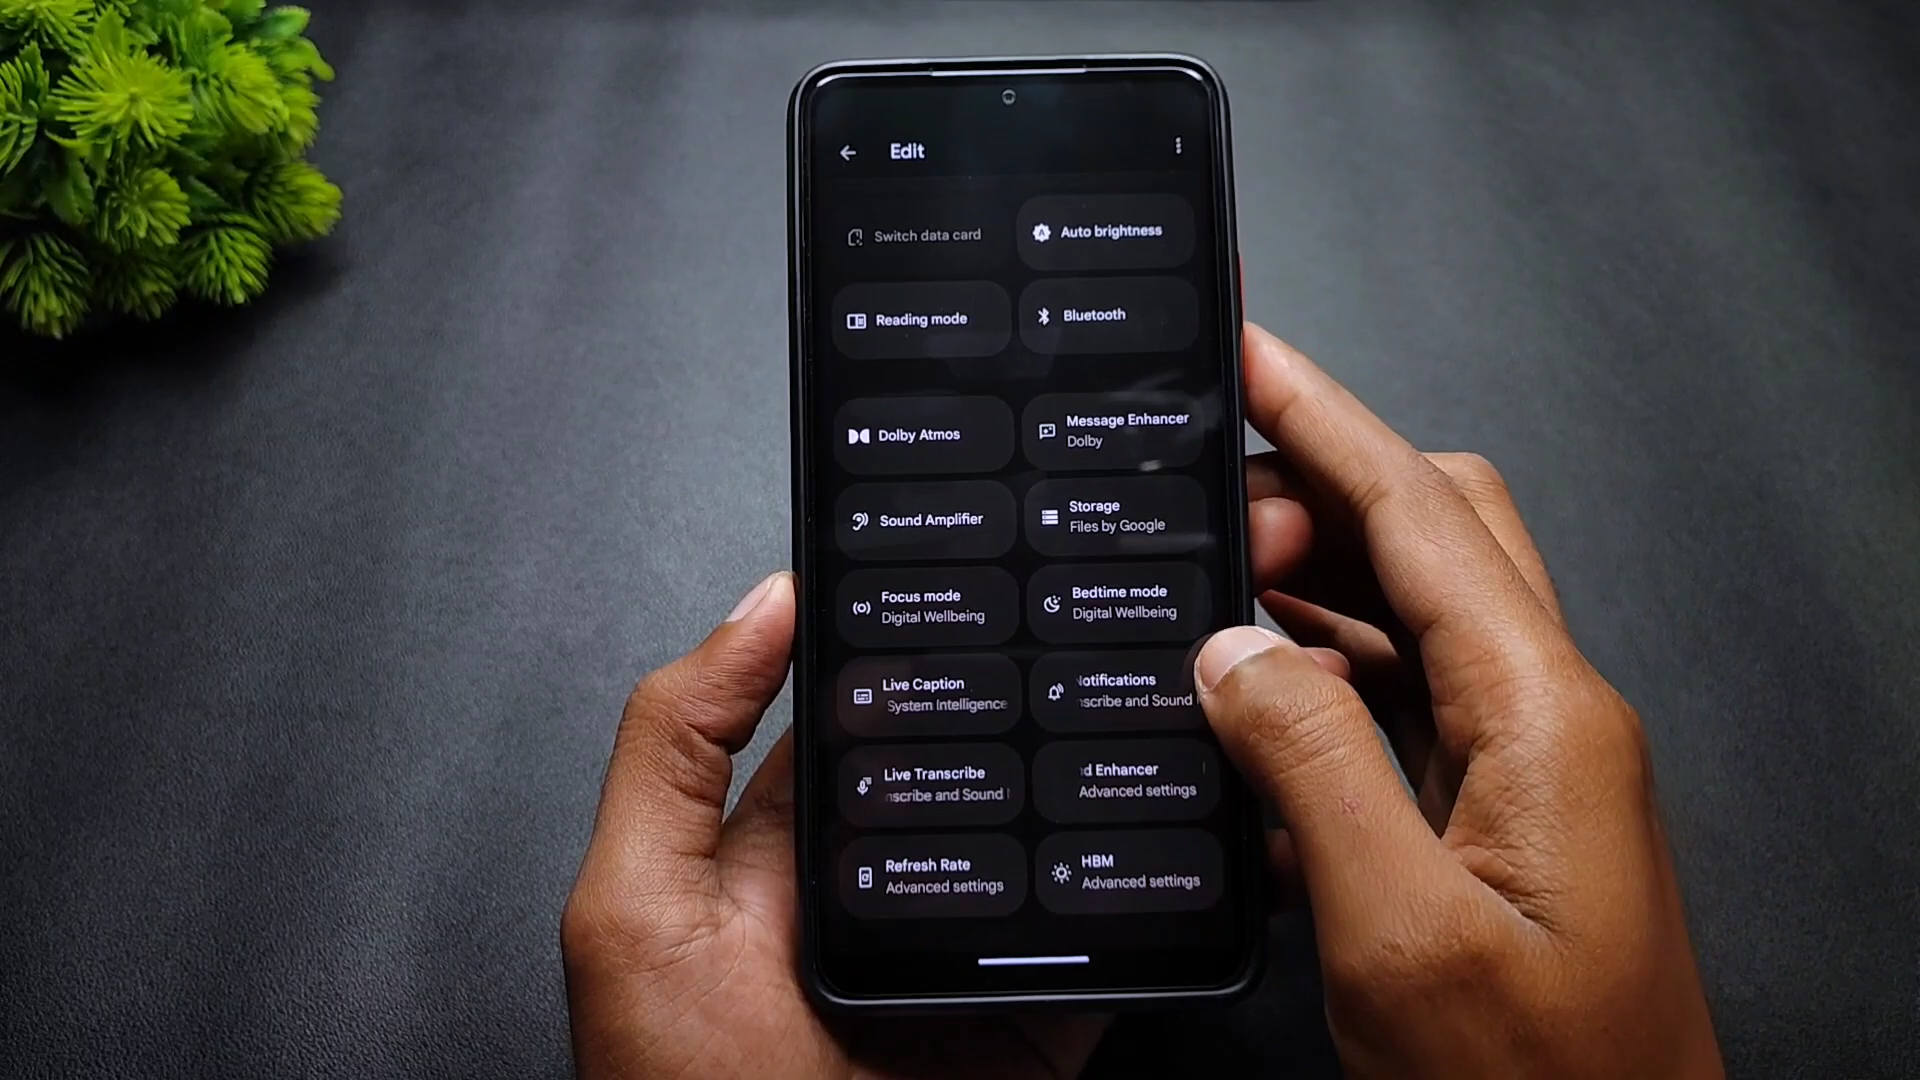 Edit
Switch data card
Auto brightness
Reading mode
Bluetooth
Dolby Atmos
Message Enhancer
Dolby
Sound Amplifier
Storage
Files by Google
Focus mode
Digital Wellbeing
Bedtime mode
Digital Wellbeing
Live Caption
System Intelligence
Notifications
nscribe and Sound
Live Transcribe
nscribe and Sound
d Enhancer
Advanced settings
Refresh Rate
Advanced settings
HBM
Advanced settings